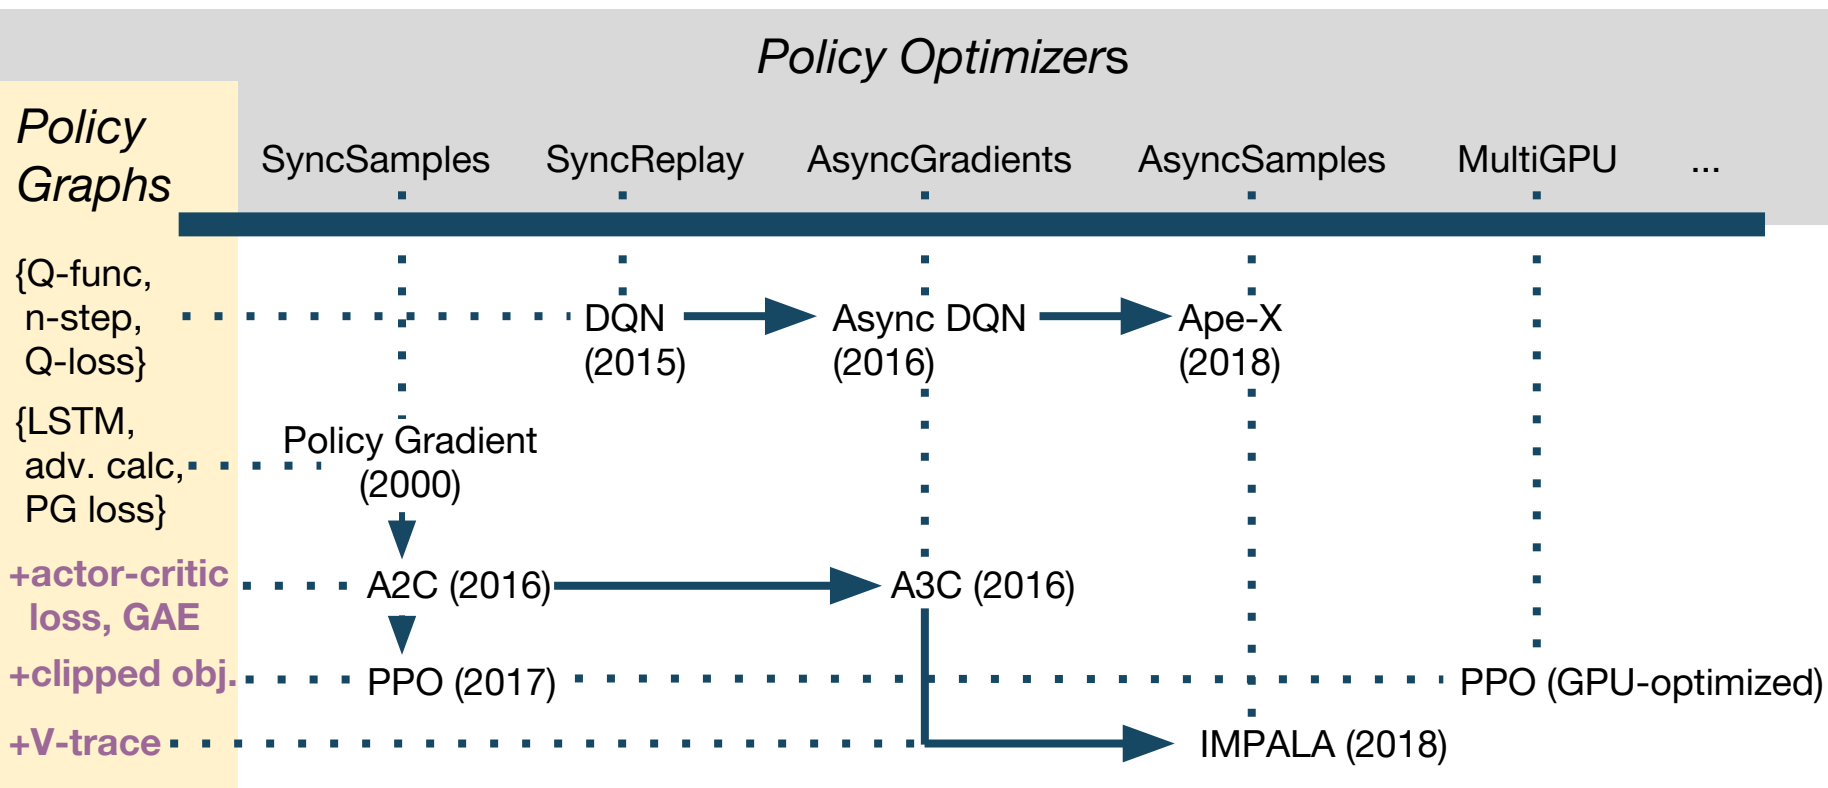 Policy Optimizers
Policy
Graphs
SyncSamples
SyncReplay
AsyncGradients
AsyncSamples
MultiGPU
...
{Q-func,
n-step,
Q-loss}
DQN
(2015)
Async DQN
(2016)
Ape-X
(2018)
{LSTM,
adv. calc,
PG loss}
Policy Gradient
(2000)
+actor-critic
loss, GAE
A2C (2016)
A3C (2016)
+clipped obj.
PPO (2017)
PPO (GPU-optimized)
+V-trace
IMPALA (2018)